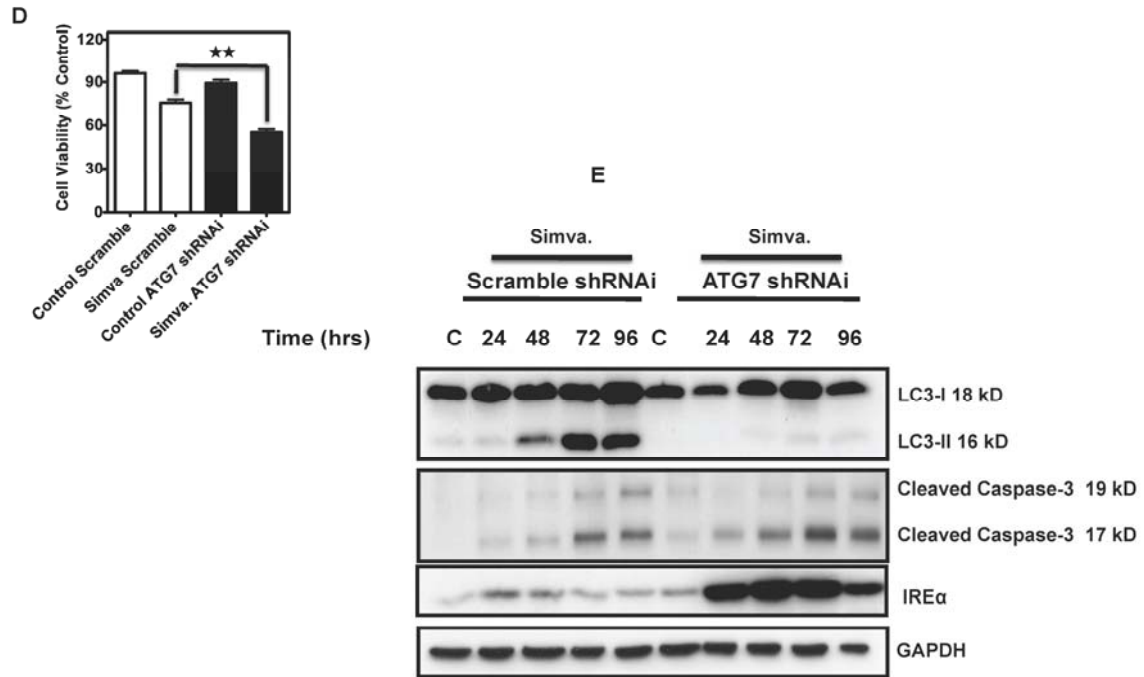 D
Cell Viability (% Control)
120
90
60
30
0
★★
Control Scramble
Simva Scramble
Control ATG7 shRNAi
Simva. ATG7 shRNAi
E
Simva. Simva.
Scramble shRNAi ATG7 shRNAi
Time (hrs) C 24 48 72 96 C 24 48 72 96
LC3-I 18 kD
LC3-II 16 kD
Cleaved Caspase-3 19 kD
Cleaved Caspase-3 17 kD
IREα
GAPDH